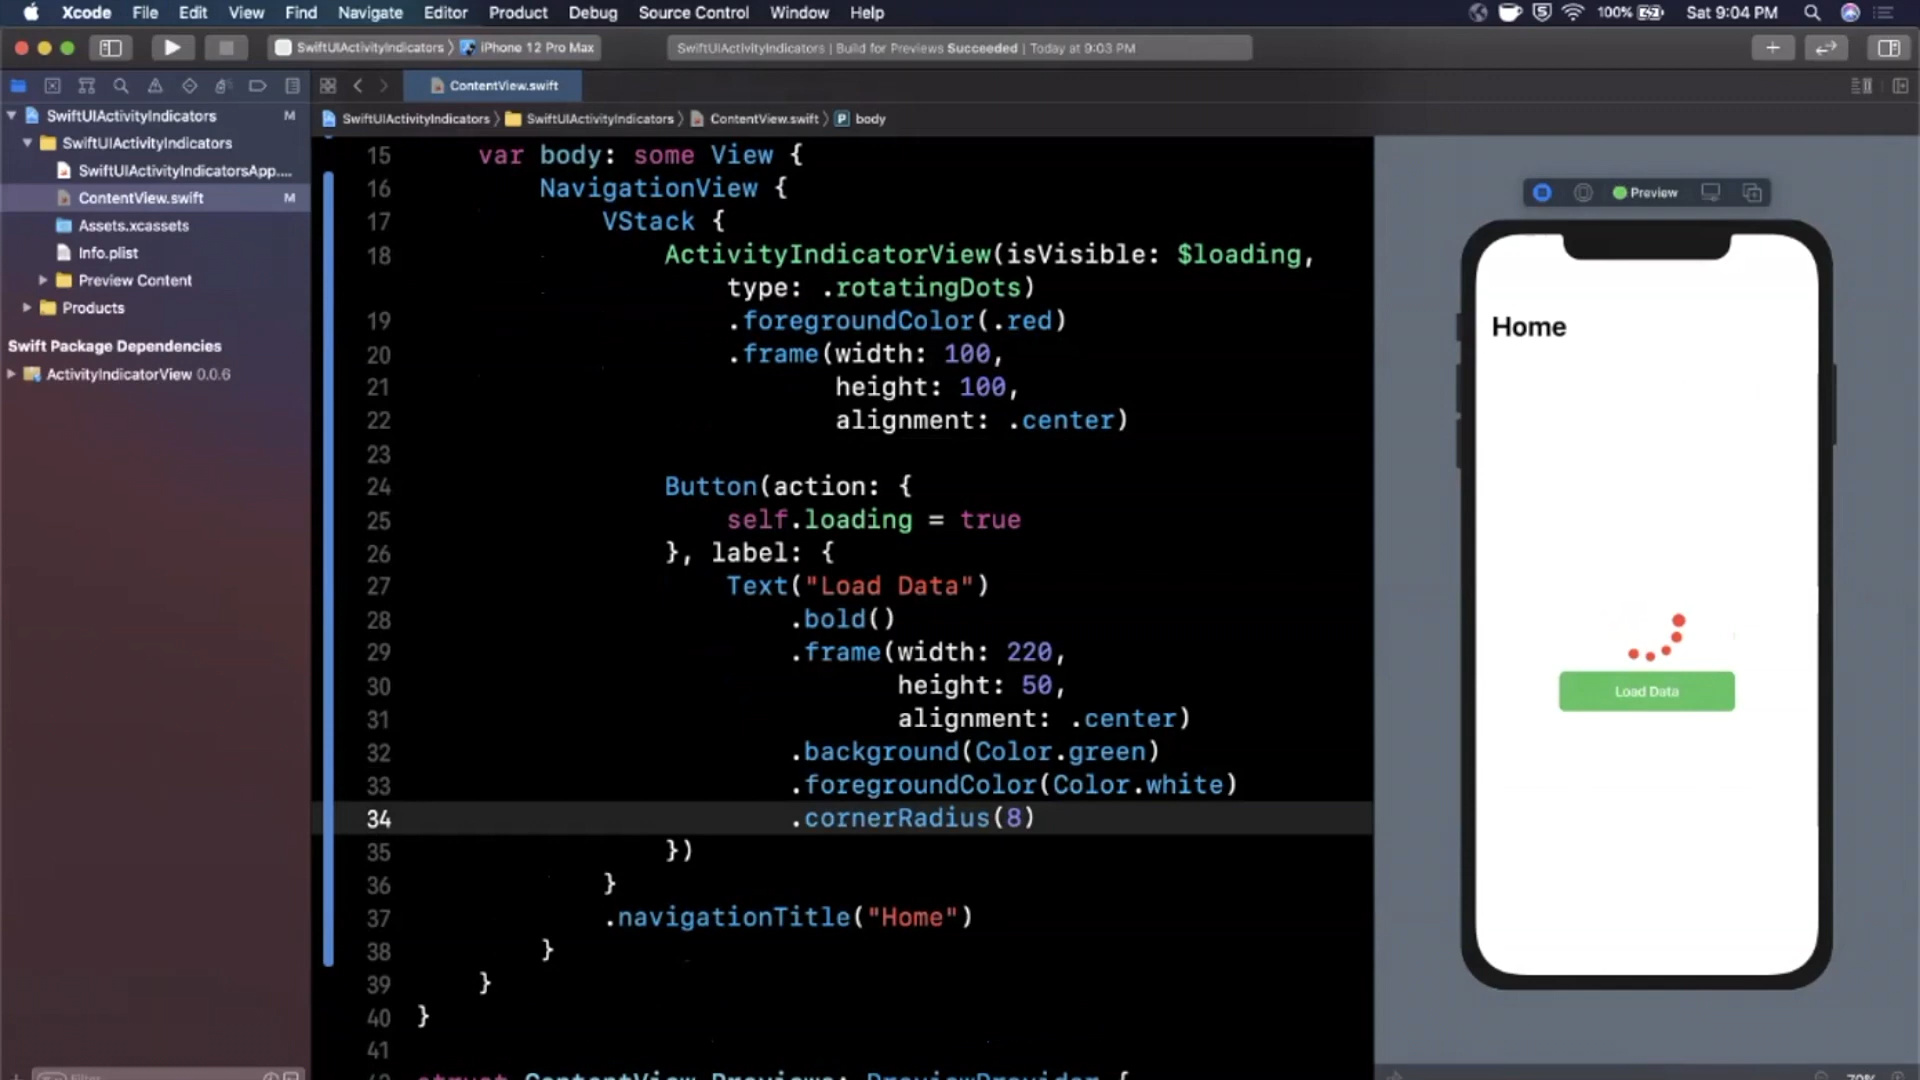 Xcode File Edit View Find Navigate Editor Product Debug Source Control Window Help 100% Sat 9:04 PM
SwiftUIActivityIndicators 〉 iPhone 12 Pro Max SwiftUIActivityIndicators | Build for Previews Succeeded | Today at 9:03 PM
ContentView.swift
SwiftUIActivityIndicators M
SwiftUIActivityIndicators
SwiftUIActivityIndicatorsApp....
ContentView.swift M
Assets.xcassets
Info.plist
Preview Content
Products
Swift Package Dependencies
ActivityIndicatorView 0.0.6
SwiftUIActivityIndicators 〉 SwiftUIActivityIndicators 〉 ContentView.swift 〉 P body
15 var body: some View {
16 NavigationView {
17 VStack {
18 ActivityIndicatorView(isVisible: $loading,
type: .rotatingDots)
19 .foregroundColor(.red)
20 .frame(width: 100,
21 height: 100,
22 alignment: .center)
23
24 Button(action: {
25 self.loading = true
26 }, label: {
27 Text("Load Data")
28 .bold()
29 .frame(width: 220,
30 height: 50,
31 alignment: .center)
32 .background(Color.green)
33 .foregroundColor(Color.white)
34 .cornerRadius(8)
35 })
36 }
37 .navigationTitle("Home")
38 }
39 }
40 }
41
42 struct ContentView_Previews: PreviewProvider {
Preview
Home
Load Data
Filter
70%